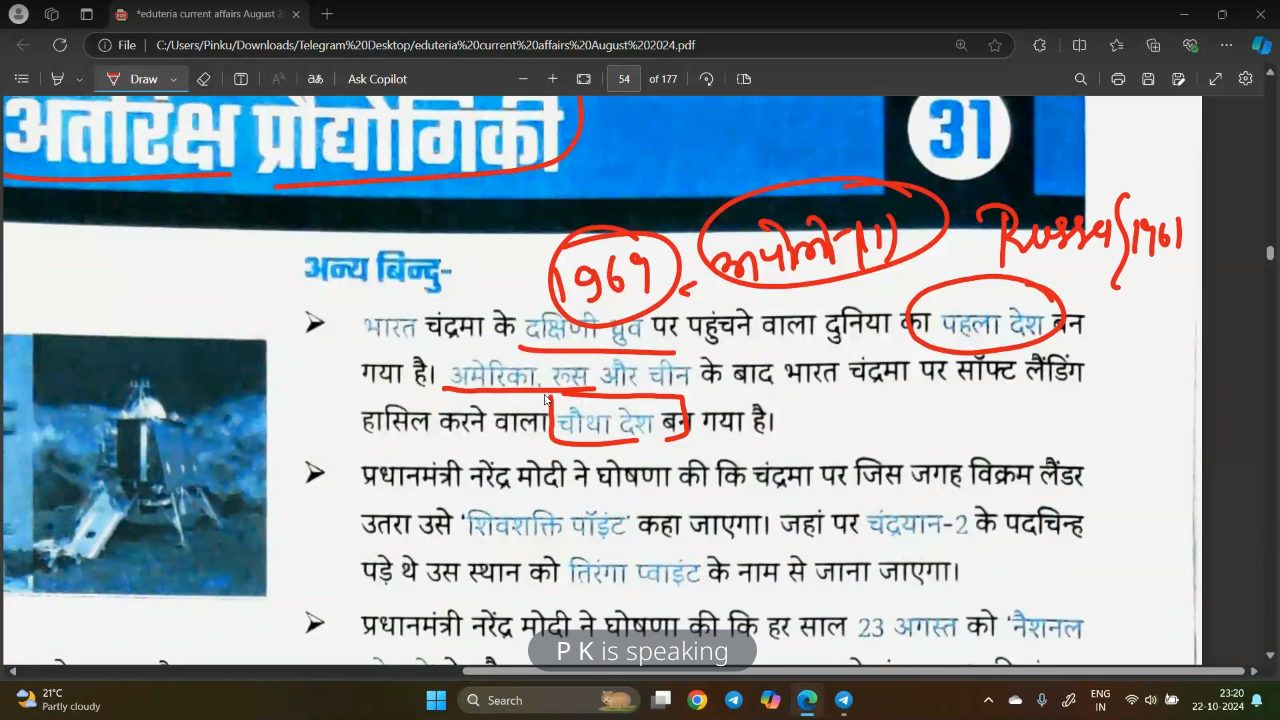 *eduteria current affairs August 2
File C:/Users/Pinku/Downloads/Telegram%20Desktop/eduteria%20current%20affairs%20August%202024.pdf
Draw Ask Copilot 54 of 177
अंतरिक्ष प्रौद्योगिकी 31
1969 अपोलो-11 Russa 1961
अन्य बिन्दु-
➤ भारत चंद्रमा के दक्षिणी ध्रुव पर पहुंचने वाला दुनिया का पहला देश बन
गया है। अमेरिका, रूस और चीन के बाद भारत चंद्रमा पर सॉफ्ट लैंडिंग
हासिल करने वाला चौथा देश बन गया है।
➤ प्रधानमंत्री नरेंद्र मोदी ने घोषणा की कि चंद्रमा पर जिस जगह विक्रम लैंडर
उतरा उसे 'शिवशक्ति पॉइंट' कहा जाएगा। जहां पर चंद्रयान-2 के पदचिन्ह
पड़े थे उस स्थान को तिरंगा प्वाइंट के नाम से जाना जाएगा।
➤ प्रधानमंत्री नरेंद्र मोदी ने घोषणा की कि हर साल 23 अगस्त को 'नैशनल
P K is speaking
21°C
Partly cloudy
Search
ENG
IN
23:20
22-10-2024